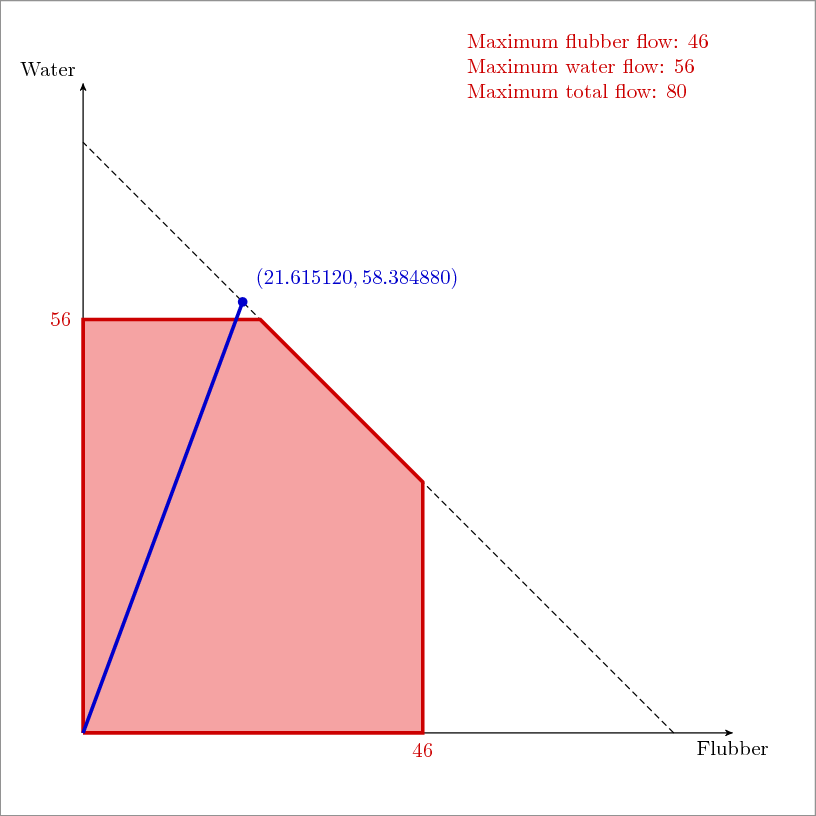 Maximum flubber flow: 46
Maximum water flow: 56
Maximum total flow: 80
Water
(21.615120, 58.384880)
56
46
Flubber